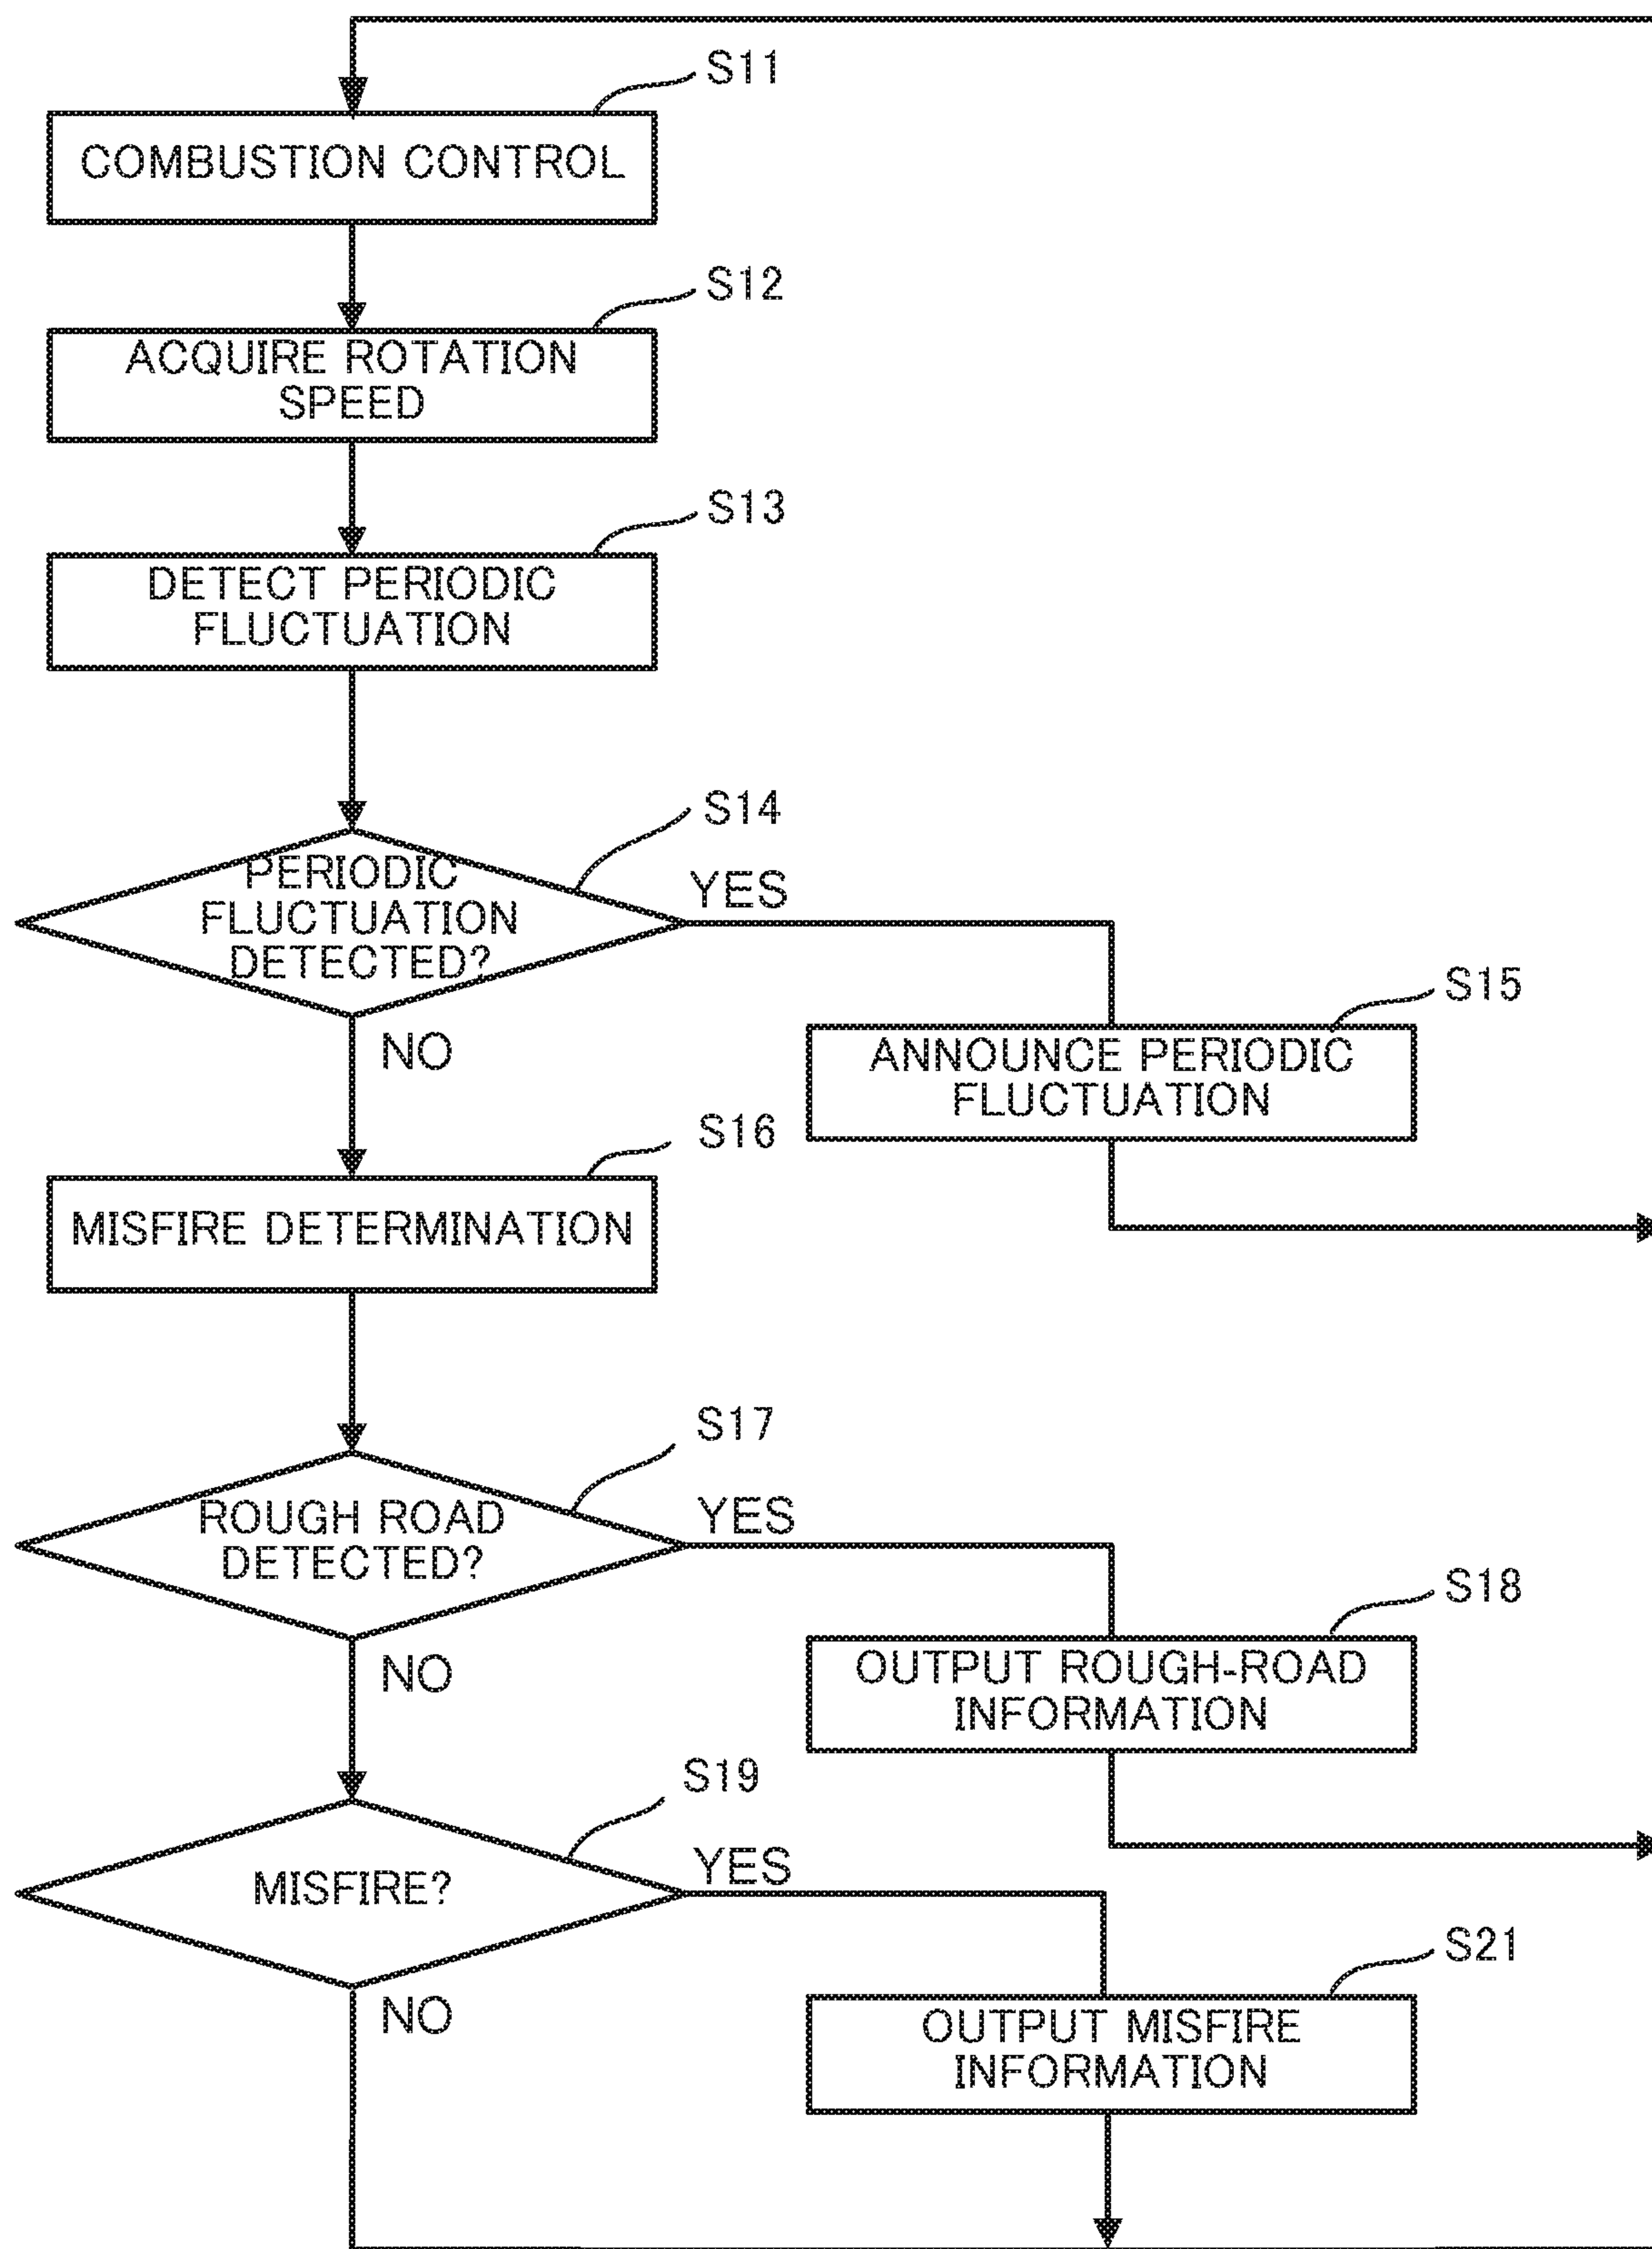 S11
COMBUSTION CONTROL
S12
ACQUIRE ROTATION
SPEED
S13
DETECT PERIODIC
FLUCTUATION
S14
PERIODIC
FLUCTUATION
DETECTED?
YES
NO
S15
ANNOUNCE PERIODIC
FLUCTUATION
S16
MISFIRE DETERMINATION
S17
ROUGH ROAD
DETECTED?
YES
NO
S18
OUTPUT ROUGH-ROAD
INFORMATION
S19
MISFIRE?
YES
NO
S21
OUTPUT MISFIRE
INFORMATION